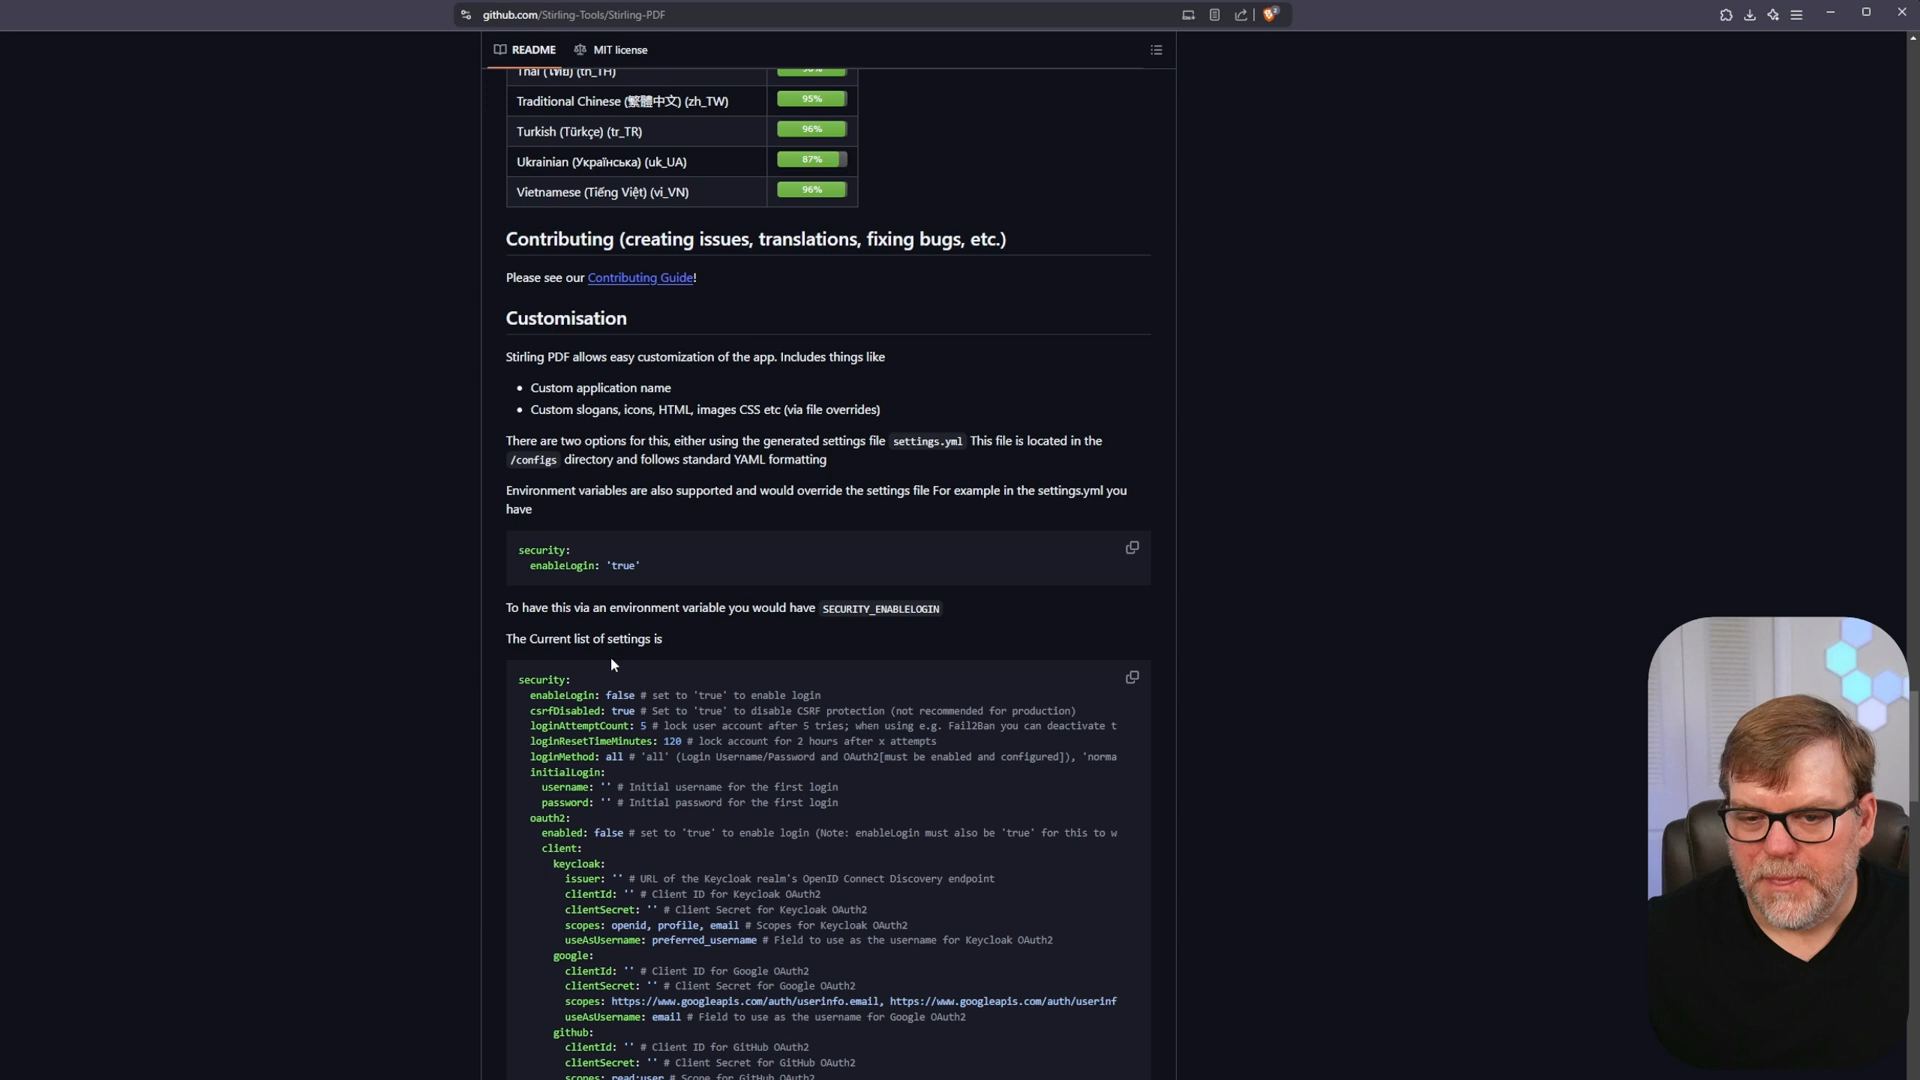 github.com/Stirling-Tools/Stirling-PDF
2
README
MIT license
Thai (ไทย) (th_TH)
Traditional Chinese (繁體中文) (zh_TW)
95%
Turkish (Türkçe) (tr_TR)
96%
Ukrainian (Українська) (uk_UA)
87%
Vietnamese (Tiếng Việt) (vi_VN)
96%
Contributing (creating issues, translations, fixing bugs, etc.)
Please see our Contributing Guide!
Customisation
Stirling PDF allows easy customization of the app. Includes things like
• Custom application name
• Custom slogans, icons, HTML, images CSS etc (via file overrides)
There are two options for this, either using the generated settings file settings.yml This file is located in the
/configs directory and follows standard YAML formatting
Environment variables are also supported and would override the settings file For example in the settings.yml you
have
security:
enableLogin: 'true'
To have this via an environment variable you would have SECURITY_ENABLELOGIN
The Current list of settings is
security:
enableLogin: false # set to 'true' to enable login
csrfDisabled: true # Set to 'true' to disable CSRF protection (not recommended for production)
loginAttemptCount: 5 # lock user account after 5 tries; when using e.g. Fail2Ban you can deactivate t
loginResetTimeMinutes: 120 # lock account for 2 hours after x attempts
loginMethod: all # 'all' (Login Username/Password and OAuth2[must be enabled and configured]), 'norma
initialLogin:
username: '' # Initial username for the first login
password: '' # Initial password for the first login
oauth2:
enabled: false # set to 'true' to enable login (Note: enableLogin must also be 'true' for this to w
client:
keycloak:
issuer: '' # URL of the Keycloak realm's OpenID Connect Discovery endpoint
clientId: '' # Client ID for Keycloak OAuth2
clientSecret: '' # Client Secret for Keycloak OAuth2
scopes: openid, profile, email # Scopes for Keycloak OAuth2
useAsUsername: preferred_username # Field to use as the username for Keycloak OAuth2
google:
clientId: '' # Client ID for Google OAuth2
clientSecret: '' # Client Secret for Google OAuth2
scopes: https://www.googleapis.com/auth/userinfo.email, https://www.googleapis.com/auth/userinf
useAsUsername: email # Field to use as the username for Google OAuth2
github:
clientId: '' # Client ID for GitHub OAuth2
clientSecret: '' # Client Secret for GitHub OAuth2
scopes: read:user # Scope for GitHub OAuth2